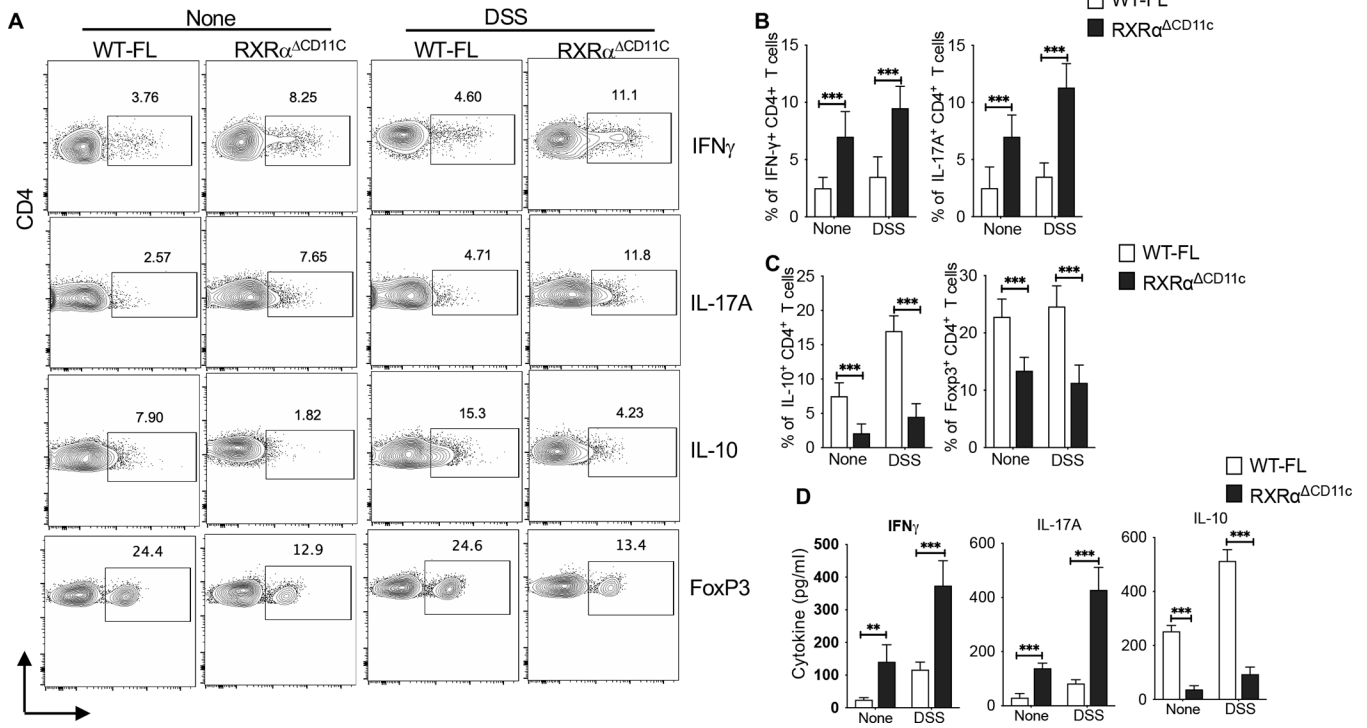 A
None
DSS
WT-FL
RXRα^ΔCD11C
WT-FL
RXRα^ΔCD11C
3.76
8.25
4.60
11.1
IFNγ
2.57
7.65
4.71
11.8
IL-17A
7.90
1.82
15.3
4.23
IL-10
24.4
12.9
24.6
13.4
FoxP3
CD4
B
WT-FL
RXRα^ΔCD11c
% of IFN-γ+ CD4+ T cells
15
10
5
0
***
***
None
DSS
% of IL-17A⁺ CD4⁺ T cells
15
10
5
0
***
***
None
DSS
C
WT-FL
RXRα^ΔCD11c
% of IL-10⁺ CD4⁺ T cells
25
20
15
10
5
0
***
***
None
DSS
% of Foxp3⁺ CD4⁺ T cells
30
20
10
0
***
***
None
DSS
D
WT-FL
RXRα^ΔCD11c
Cytokine (pg/ml)
IFNγ
500
400
300
200
100
0
**
***
None
DSS
IL-17A
600
400
200
0
***
***
None
DSS
IL-10
600
400
200
0
***
***
None
DSS